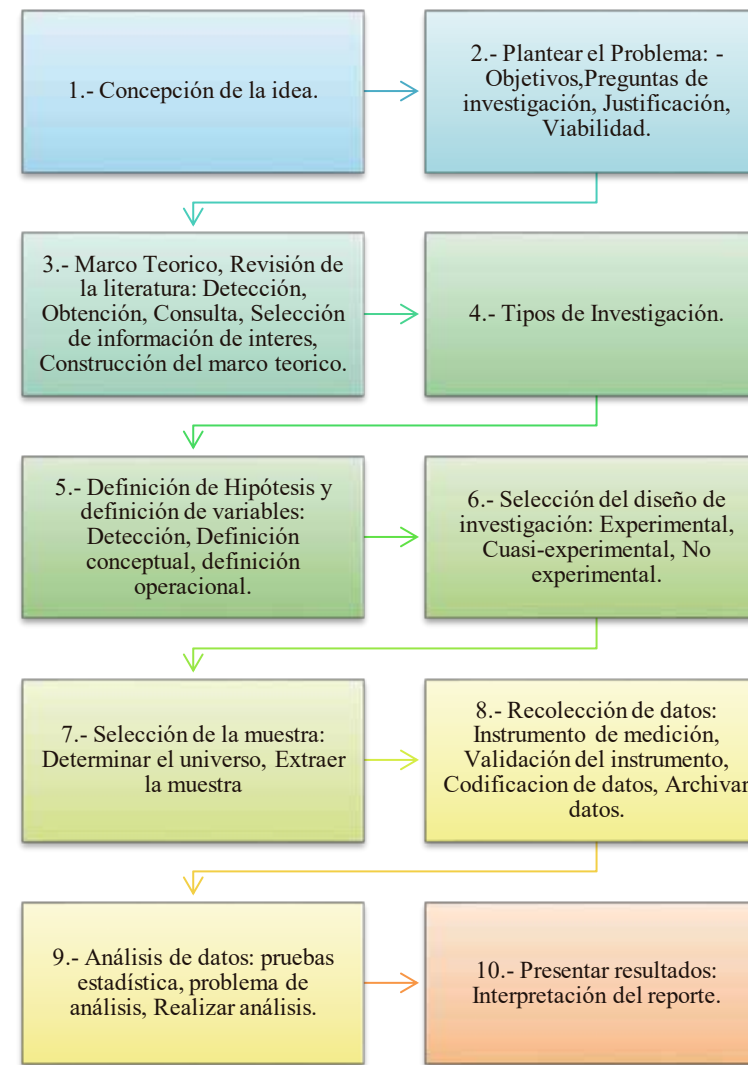 1.- Concepción de la idea.
2.- Plantear el Problema: -
Objetivos,Preguntas de
investigación, Justificación,
Viabilidad.
3.- Marco Teorico, Revisión de
la literatura: Detección,
Obtención, Consulta, Selección
de información de interes,
Construcción del marco teorico.
4.- Tipos de Investigación.
5.- Definición de Hipótesis y
definición de variables:
Detección, Definición
conceptual, definición
operacional.
6.- Selección del diseño de
investigación: Experimental,
Cuasi-experimental, No
experimental.
7.- Selección de la muestra:
Determinar el universo, Extraer
la muestra
8.- Recolección de datos:
Instrumento de medición,
Validación del instrumento,
Codificacion de datos, Archivar
datos.
9.- Análisis de datos: pruebas
estadística, problema de
análisis, Realizar análisis.
10.- Presentar resultados:
Interpretación del reporte.